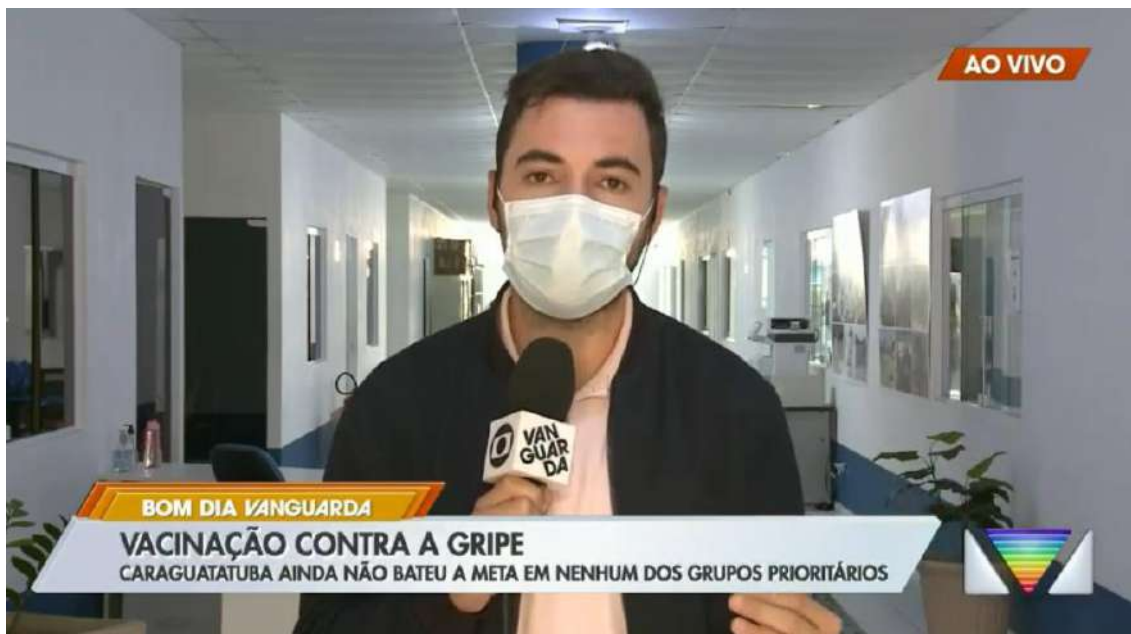 AO VIVO
VAN
GUAR
DA
BOM DIA VANGUARDA
VACINAÇÃO CONTRA A GRIPE
CARAGUATATUBA AINDA NÃO BATEU A META EM NENHUM DOS GRUPOS PRIORITÁRIOS